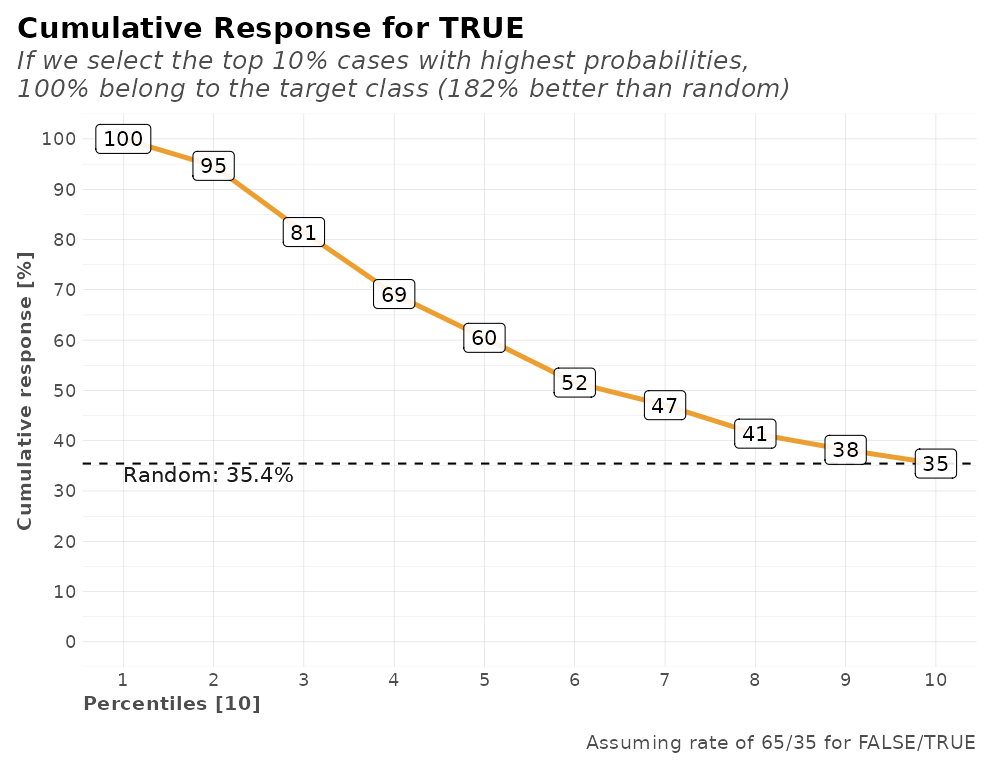 Cumulative Response for TRUE
If we select the top 10% cases with highest probabilities,
100% belong to the target class (182% better than random)
Cumulative response [%]
100
90
80
70
60
50
40
30
20
10
0
100
95
81
69
60
52
47
41
38
35
Random: 35.4%
1 2 3 4 5 6 7 8 9 10
Percentiles [10]
Assuming rate of 65/35 for FALSE/TRUE